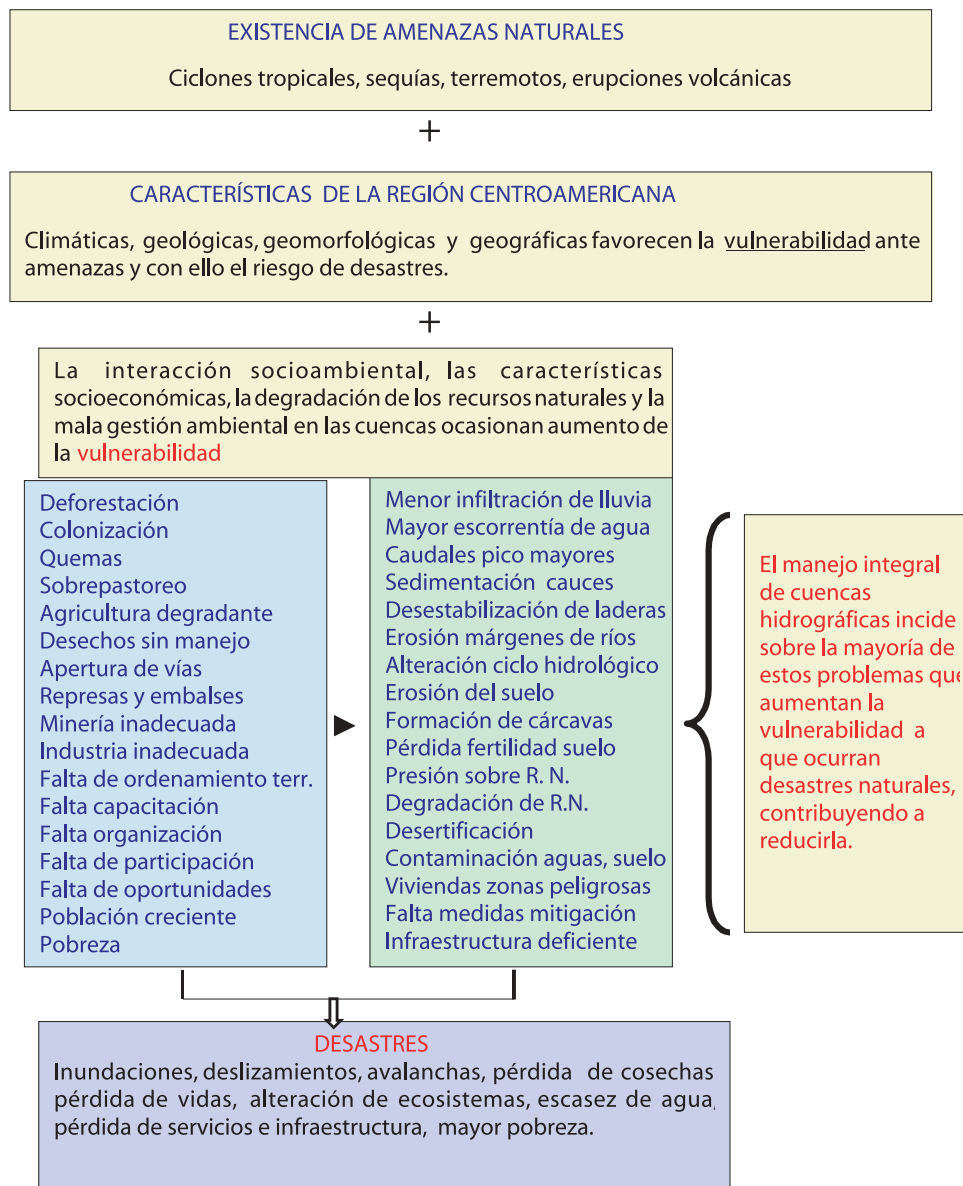 EXISTENCIA DE AMENAZAS NATURALES
Ciclones tropicales, sequías, terremotos, erupciones volcánicas
+
CARACTERÍSTICAS DE LA REGIÓN CENTROAMERICANA
Climáticas, geológicas, geomorfológicas y geográficas favorecen la vulnerabilidad ante
amenazas y con ello el riesgo de desastres.
+
La interacción socioambiental, las características
socioeconómicas, la degradación de los recursos naturales y la
mala gestión ambiental en las cuencas ocasionan aumento de
la vulnerabilidad
Deforestación
Colonización
Quemas
Sobrepastoreo
Agricultura degradante
Desechos sin manejo
Apertura de vías
Represas y embalses
Minería inadecuada
Industria inadecuada
Falta de ordenamiento terr.
Falta capacitación
Falta organización
Falta de participación
Falta de oportunidades
Población creciente
Pobreza
Menor infiltración de lluvia
Mayor escorrentía de agua
Caudales pico mayores
Sedimentación cauces
Desestabilización de laderas
Erosión márgenes de ríos
Alteración ciclo hidrológico
Erosión del suelo
Formación de cárcavas
Pérdida fertilidad suelo
Presión sobre R. N.
Degradación de R.N.
Desertificación
Contaminación aguas, suelo
Viviendas zonas peligrosas
Falta medidas mitigación
Infraestructura deficiente
El manejo integral
de cuencas
hidrográficas incide
sobre la mayoría de
estos problemas que
aumentan la
vulnerabilidad a
que ocurran
desastres naturales,
contribuyendo a
reducirla.
DESASTRES
Inundaciones, deslizamientos, avalanchas, pérdida de cosechas
pérdida de vidas, alteración de ecosistemas, escasez de agua,
pérdida de servicios e infraestructura, mayor pobreza.